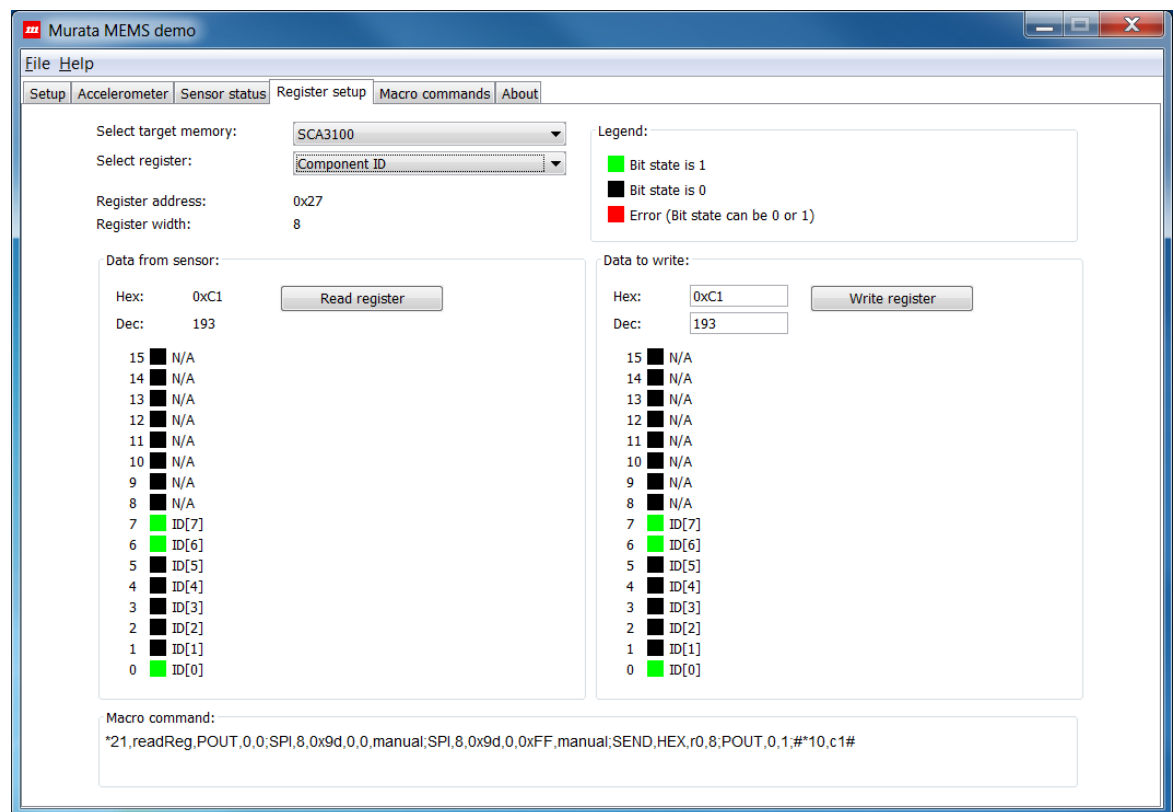 m Murata MEMS demo X
File Help
Setup Accelerometer Sensor status Register setup Macro commands About
Select target memory: SCA3100
Select register: Component ID
Register address: 0x27
Register width: 8
Legend:
Bit state is 1
Bit state is 0
Error (Bit state can be 0 or 1)
Data from sensor:
Hex: 0xC1 Read register
Dec: 193
15 N/A
14 N/A
13 N/A
12 N/A
11 N/A
10 N/A
9 N/A
8 N/A
7 ID[7]
6 ID[6]
5 ID[5]
4 ID[4]
3 ID[3]
2 ID[2]
1 ID[1]
0 ID[0]
Data to write:
Hex: 0xC1 Write register
Dec: 193
15 N/A
14 N/A
13 N/A
12 N/A
11 N/A
10 N/A
9 N/A
8 N/A
7 ID[7]
6 ID[6]
5 ID[5]
4 ID[4]
3 ID[3]
2 ID[2]
1 ID[1]
0 ID[0]
Macro command:
*21,readReg,POUT,0,0;SPI,8,0x9d,0,0,manual;SPI,8,0x9d,0,0xFF,manual;SEND,HEX,r0,8;POUT,0,1;#*10,c1#